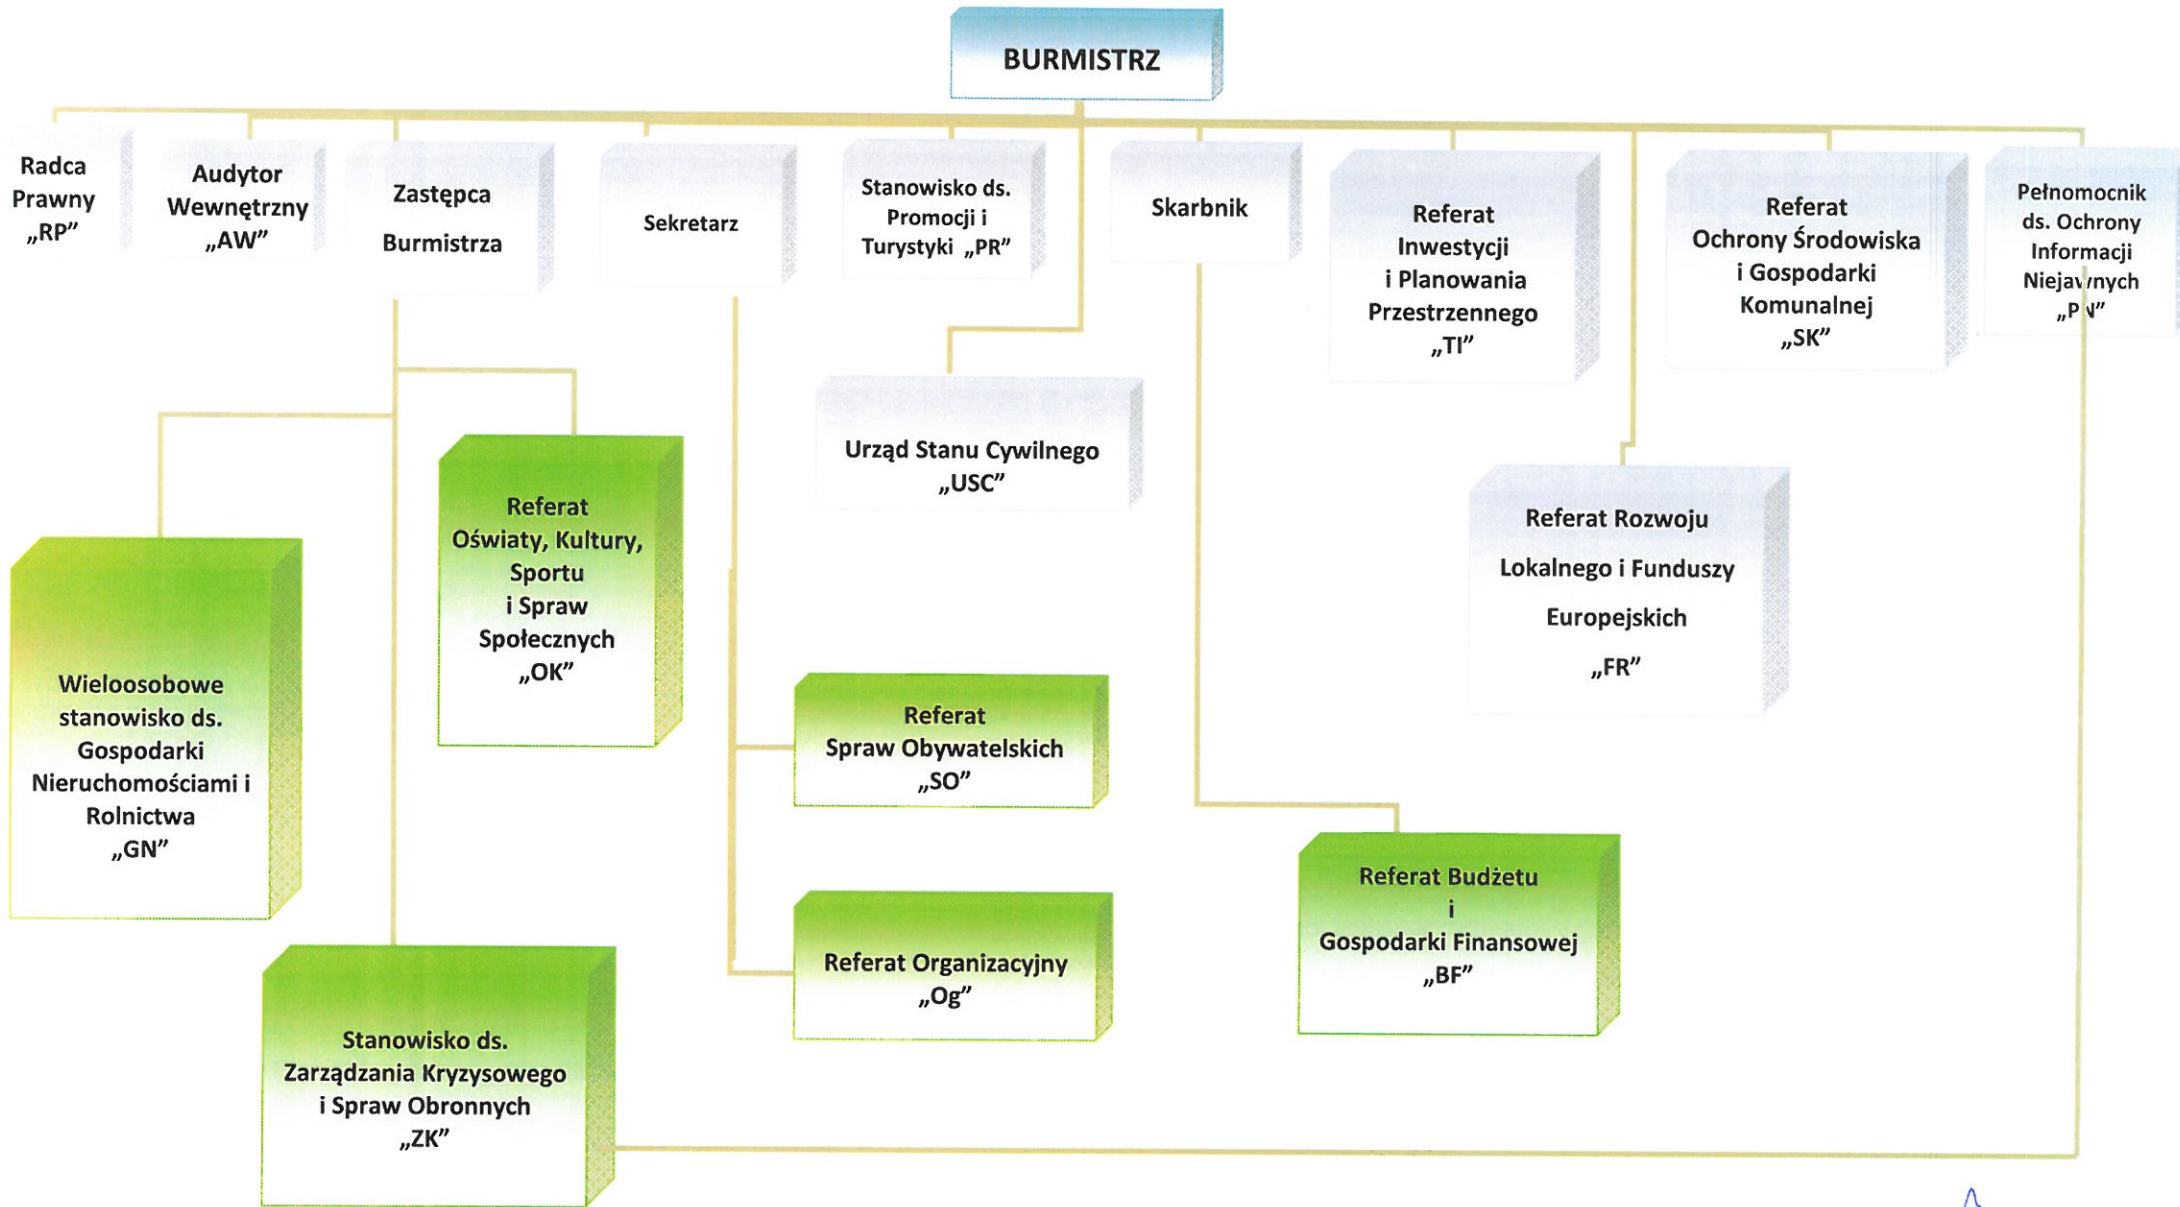 BURMISTRZ
Radca
Prawny
„RP”
Audytor
Wewnętrzny
„AW”
Zastępca
Burmistrza
Sekretarz
Stanowisko ds.
Promocji i
Turystyki „PR”
Skarbnik
Referat
Inwestycji
i Planowania
Przestrzennego
„TI”
Referat
Ochrony Środowiska
i Gospodarki
Komunalnej
„SK”
Pełnomocnik
ds. Ochrony
Informacji
Niejawnych
„PN”
Urząd Stanu Cywilnego
„USC”
Referat
Oświaty, Kultury,
Sportu
i Spraw
Społecznych
„OK”
Referat Rozwoju
Lokalnego i Funduszy
Europejskich
„FR”
Wieloosobowe
stanowisko ds.
Gospodarki
Nieruchomościami i
Rolnictwa
„GN”
Referat
Spraw Obywatelskich
„SO”
Referat Organizacyjny
„Og”
Referat Budżetu
i
Gospodarki Finansowej
„BF”
Stanowisko ds.
Zarządzania Kryzysowego
i Spraw Obronnych
„ZK”